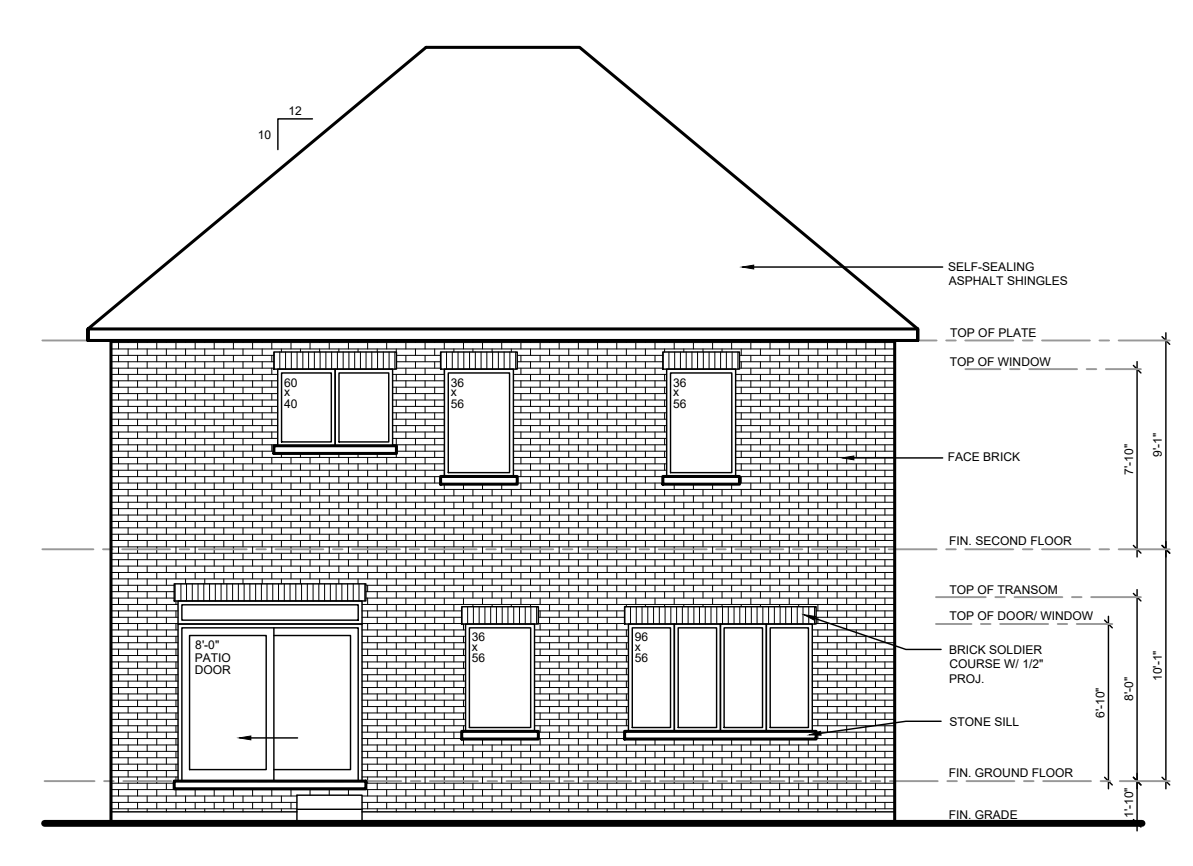 12
10
SELF-SEALING
ASPHALT SHINGLES
TOP OF PLATE
TOP OF WINDOW
60
x
40
36
x
56
36
x
56
FACE BRICK
7'-10"
9'-1"
FIN. SECOND FLOOR
TOP OF TRANSOM
TOP OF DOOR/ WINDOW
8'-0"
PATIO
DOOR
36
x
56
96
x
56
BRICK SOLDIER
COURSE W/ 1/2"
PROJ.
STONE SILL
6'-10"
8'-0"
10'-1"
FIN. GROUND FLOOR
1'-10"
FIN. GRADE